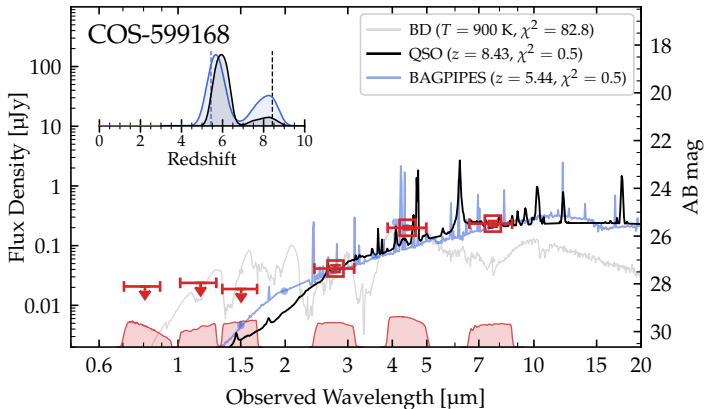 COS-599168
BD (T = 900 K, χ² = 82.8)
QSO (z = 8.43, χ² = 0.5)
BAGPIPES (z = 5.44, χ² = 0.5)
100
10
1
0.1
0.01
Flux Density [μJy]
18
20
22
24
26
28
30
AB mag
0 2 4 6 8 10
Redshift
0.6 1 1.5 2 3 4 5 7 10 15 20
Observed Wavelength [μm]